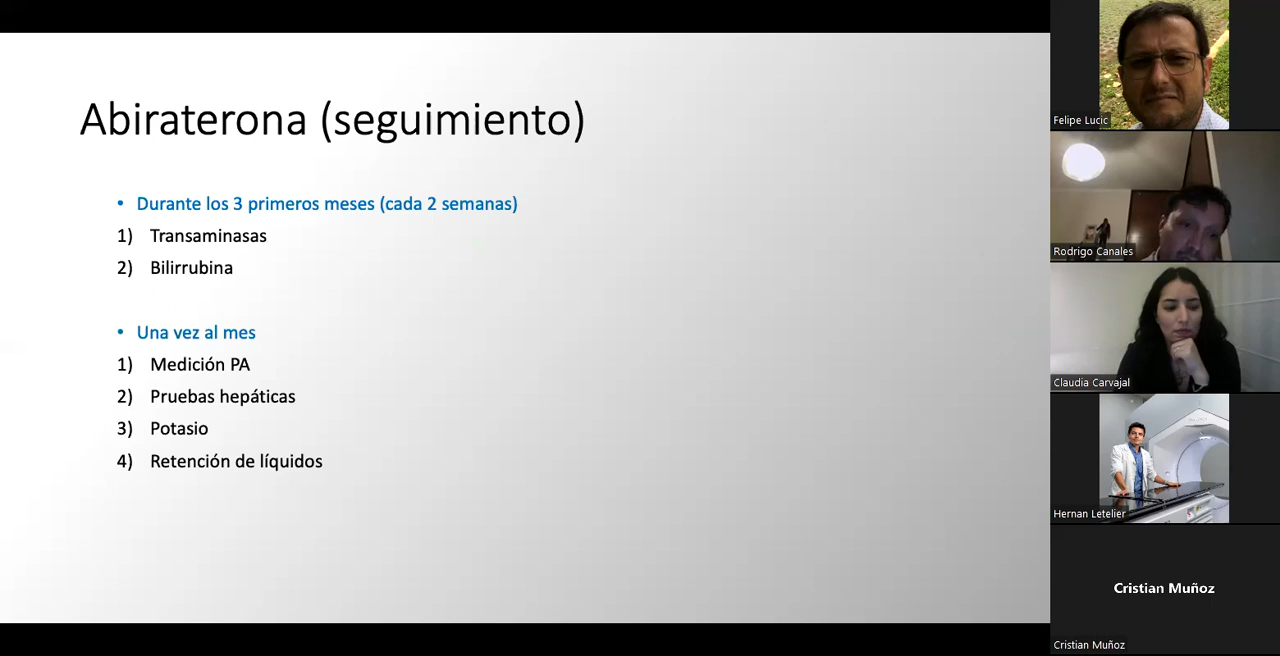 Abiraterona (seguimiento)
• Durante los 3 primeros meses (cada 2 semanas)
1) Transaminasas
2) Bilirrubina
• Una vez al mes
1) Medición PA
2) Pruebas hepáticas
3) Potasio
4) Retención de líquidos
Felipe Lucic
Rodrigo Canales
Claudia Carvajal
Hernan Letelier
Cristian Muñoz
Cristian Muñoz